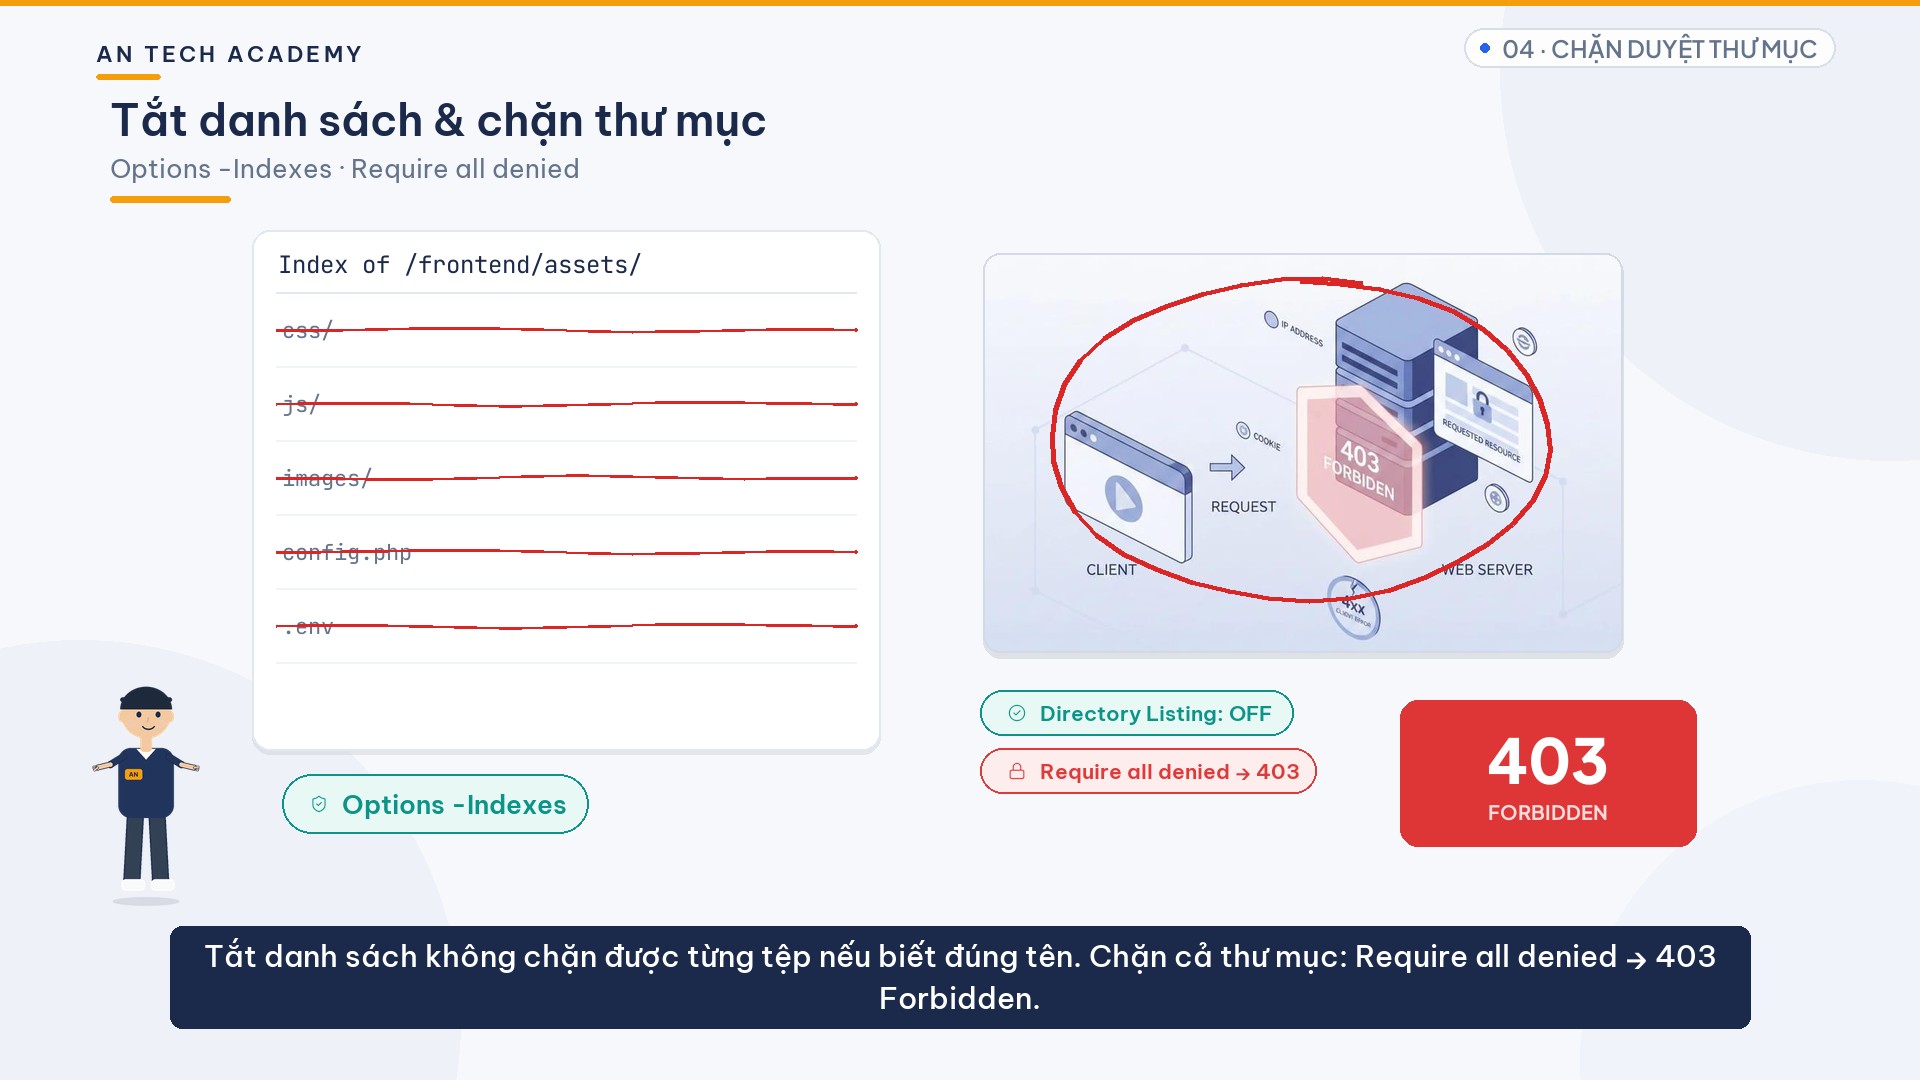 AN TECH ACADEMY
04 · CHẶN DUYỆT THƯ MỤC
Tắt danh sách & chặn thư mục
Options -Indexes · Require all denied
Index of /frontend/assets/
css/
js/
images/
config.php
.env
IP ADDRESS
COOKIE
REQUEST
CLIENT
403
FORBIDEN
REQUESTED RESOURCE
WEB SERVER
4XX
CLIENT ERROR
Directory Listing: OFF
Require all denied → 403
403
FORBIDDEN
AN
Options -Indexes
Tắt danh sách không chặn được từng tệp nếu biết đúng tên. Chặn cả thư mục: Require all denied → 403
Forbidden.